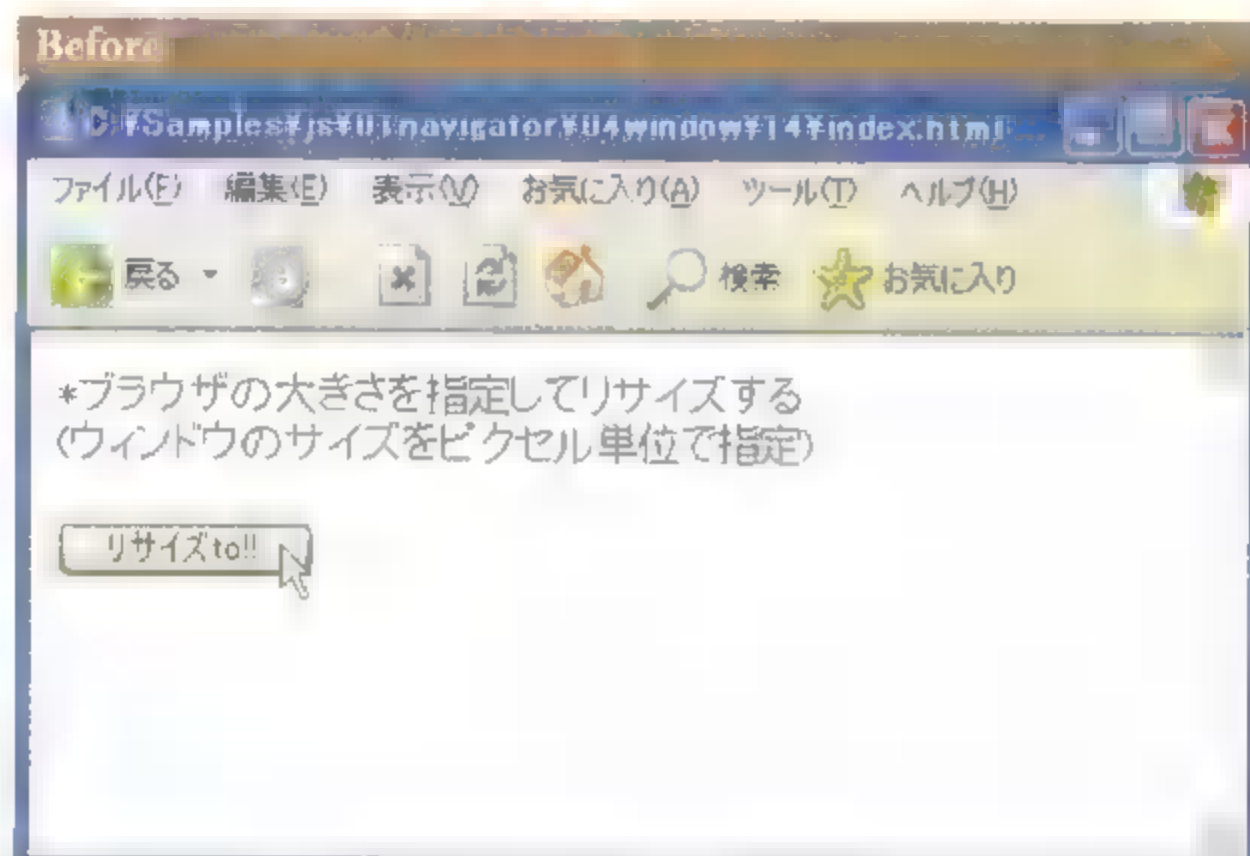 Before
C:¥Samples¥js¥01navigator¥04window¥14¥index.html ...
ファイル(F) 編集(E) 表示(V) お気に入り(A) ツール(T) ヘルプ(H)
戻る 検索 お気に入り
*ブラウザの大きさを指定してリサイズする
(ウィンドウのサイズをピクセル単位で指定)
リサイズto!!